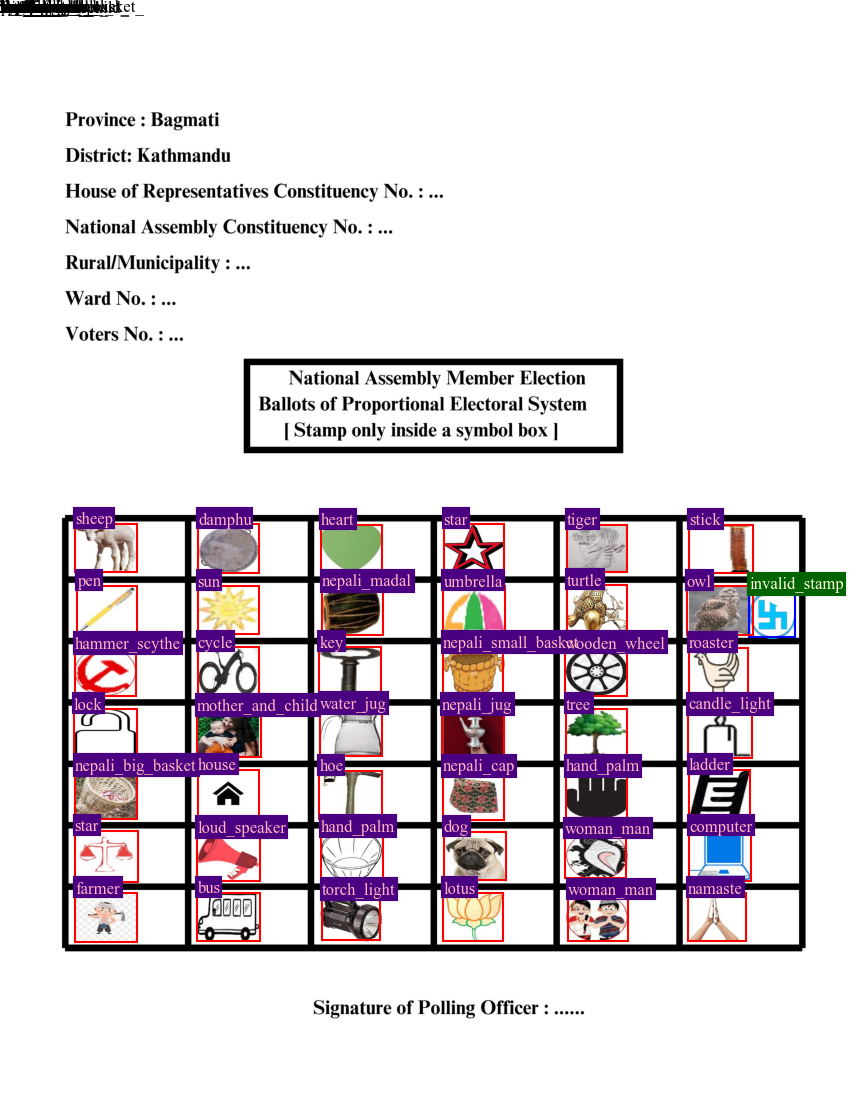 Province : Bagmati
District: Kathmandu
House of Representatives Constituency No. : ...
National Assembly Constituency No. : ...
Rural/Municipality : ...
Ward No. : ...
Voters No. : ...
National Assembly Member Election
Ballots of Proportional Electoral System
[ Stamp only inside a symbol box ]
sheep damphu heart star tiger stick
pen sun nepali_madal umbrella turtle owl invalid_stamp
hammer_scythe cycle key nepali_small_basket wooden_wheel roaster
lock mother_and_child water_jug nepali_jug tree candle_light
nepali_big_basket house hoe nepali_cap hand_palm ladder
star loud_speaker hand_palm dog woman_man computer
farmer bus torch_light lotus woman_man namaste
Signature of Polling Officer : ......